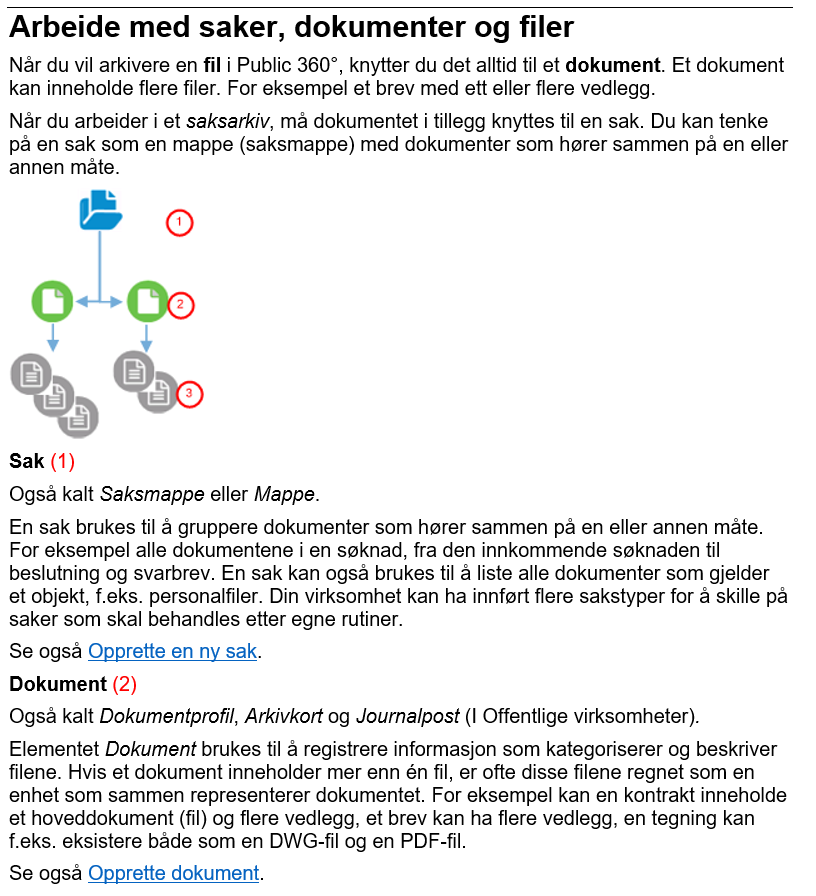 Arbeide med saker, dokumenter og filer
Når du vil arkivere en fil i Public 360°, knytter du det alltid til et dokument. Et dokument
kan inneholde flere filer. For eksempel et brev med ett eller flere vedlegg.
Når du arbeider i et saksarkiv, må dokumentet i tillegg knyttes til en sak. Du kan tenke
på en sak som en mappe (saksmappe) med dokumenter som hører sammen på en eller
annen måte.
1
2
3
Sak (1)
Også kalt Saksmappe eller Mappe.
En sak brukes til å gruppere dokumenter som hører sammen på en eller annen måte.
For eksempel alle dokumentene i en søknad, fra den innkommende søknaden til
beslutning og svarbrev. En sak kan også brukes til å liste alle dokumenter som gjelder
et objekt, f.eks. personalfiler. Din virksomhet kan ha innført flere sakstyper for å skille på
saker som skal behandles etter egne rutiner.
Se også Opprette en ny sak.
Dokument (2)
Også kalt Dokumentprofil, Arkivkort og Journalpost (I Offentlige virksomheter).
Elementet Dokument brukes til å registrere informasjon som kategoriserer og beskriver
filene. Hvis et dokument inneholder mer enn én fil, er ofte disse filene regnet som en
enhet som sammen representerer dokumentet. For eksempel kan en kontrakt inneholde
et hoveddokument (fil) og flere vedlegg, et brev kan ha flere vedlegg, en tegning kan
f.eks. eksistere både som en DWG-fil og en PDF-fil.
Se også Opprette dokument.